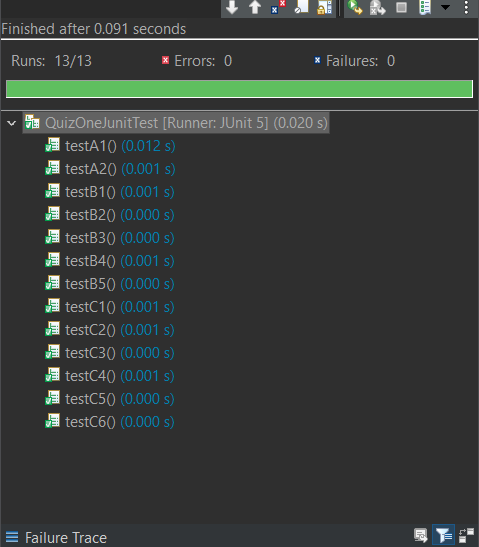 Finished after 0.091 seconds
Runs: 13/13 Errors: 0 Failures: 0
QuizOneJunitTest [Runner: JUnit 5] (0.020 s)
testA1() (0.012 s)
testA2() (0.001 s)
testB1() (0.001 s)
testB2() (0.000 s)
testB3() (0.000 s)
testB4() (0.001 s)
testB5() (0.000 s)
testC1() (0.001 s)
testC2() (0.001 s)
testC3() (0.000 s)
testC4() (0.001 s)
testC5() (0.000 s)
testC6() (0.000 s)
Failure Trace